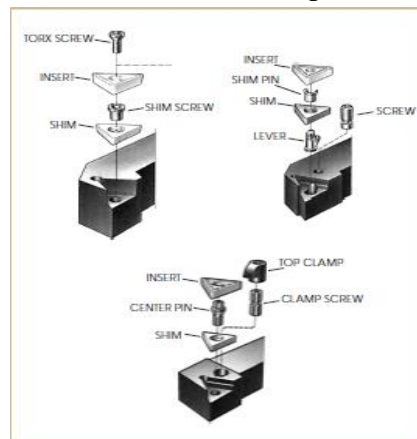 TORX SCREW
INSERT
SHIM SCREW
SHIM
INSERT
SHIM PIN
SHIM
SCREW
LEVER
TOP CLAMP
INSERT
CENTER PIN
CLAMP SCREW
SHIM